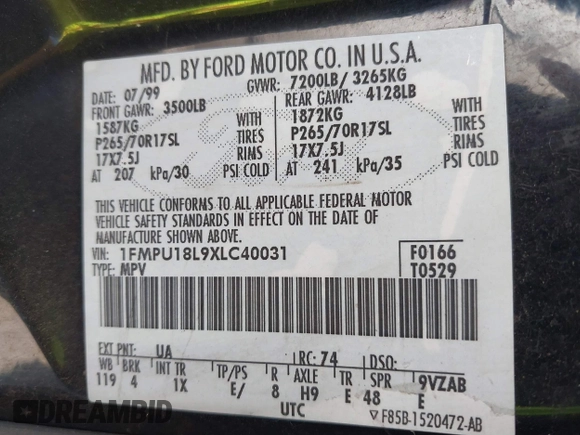 MFD. BY FORD MOTOR CO. IN U.S.A.
DATE: 07/99 GVWR: 7200LB/ 3265KG
FRONT GAWR: 3500LB REAR GAWR: 4128LB
1587KG WITH 1872KG WITH
P265/70R17SL TIRES P265/70R17SL TIRES
17X7.5J RIMS 17X7.5J RIMS
AT 207 kPa/30 PSI COLD AT 241 kPa/35 PSI COLD
THIS VEHICLE CONFORMS TO ALL APPLICABLE FEDERAL MOTOR
VEHICLE SAFETY STANDARDS IN EFFECT ON THE DATE OF
MANUFACTURE SHOWN ABOVE.
VIN: 1FMPU18L9XLC40031 F0166
TYPE: MPV T0529
EXT PNT: UA RC: 74 DSO:
WB BRK INT TR TP/PS R AXLE TR SPR 9VZAB
119 4 1X E/ 8 H9 E 48 E
UTC F85B-1520472-AB
DREAMBID